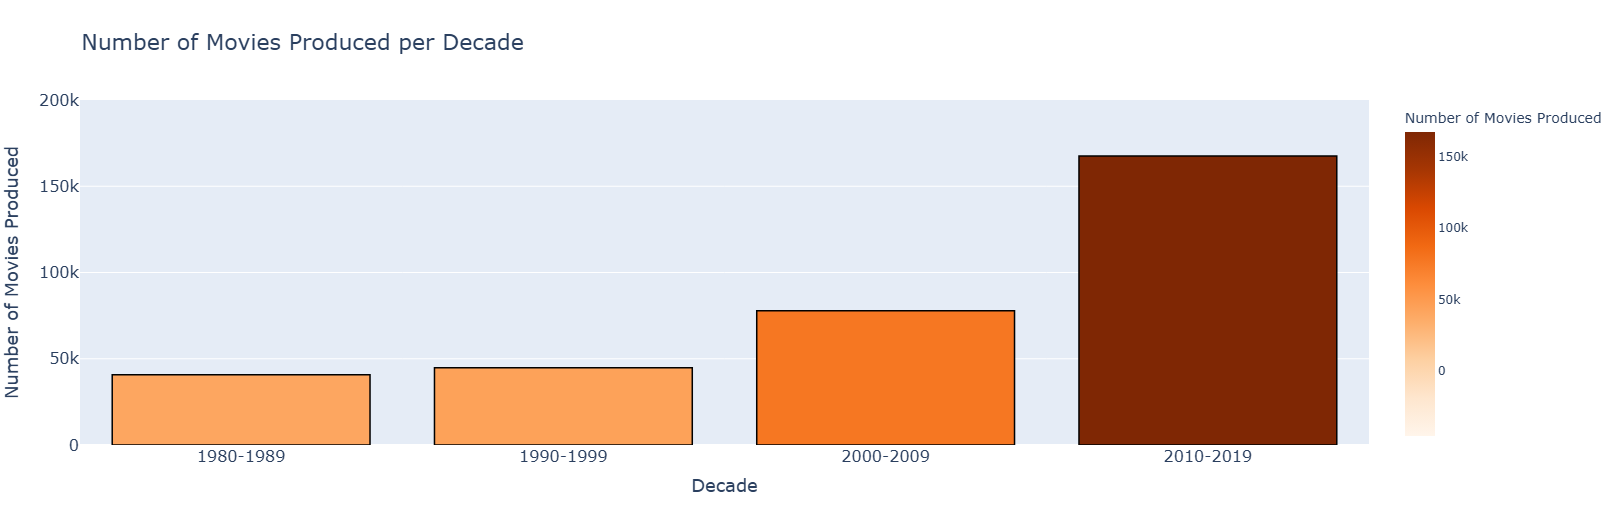 Number of Movies Produced per Decade
Number of Movies Produced
200k
150k
100k
50k
0
1980-1989
1990-1999
2000-2009
2010-2019
Decade
Number of Movies Produced
150k
100k
50k
0